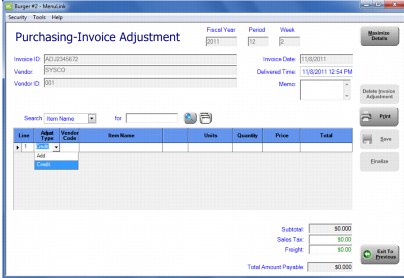 Burger #2 - MenuLink
Security Tools Help
Purchasing-Invoice Adjustment
Fiscal Year Period Week
2011 12 2
Maximize Details
Invoice ID: ADJ2345672
Invoice Date: 11/8/2011
Vendor: SYSCO
Delivered Time: 11/8/2011 12:54 PM
Vendor ID: 001
Memo:
Delete Invoice Adjustment
Search Item Name for
Print
Line Adjust Type Vendor Code Item Name Units Quantity Price Total
1 Credit
Add
Credit
Save
Finalize
Subtotal: $0.000
Sales Tax: $0.00
Freight: $0.00
Total Amount Payable: $0.000
Exit To Previous